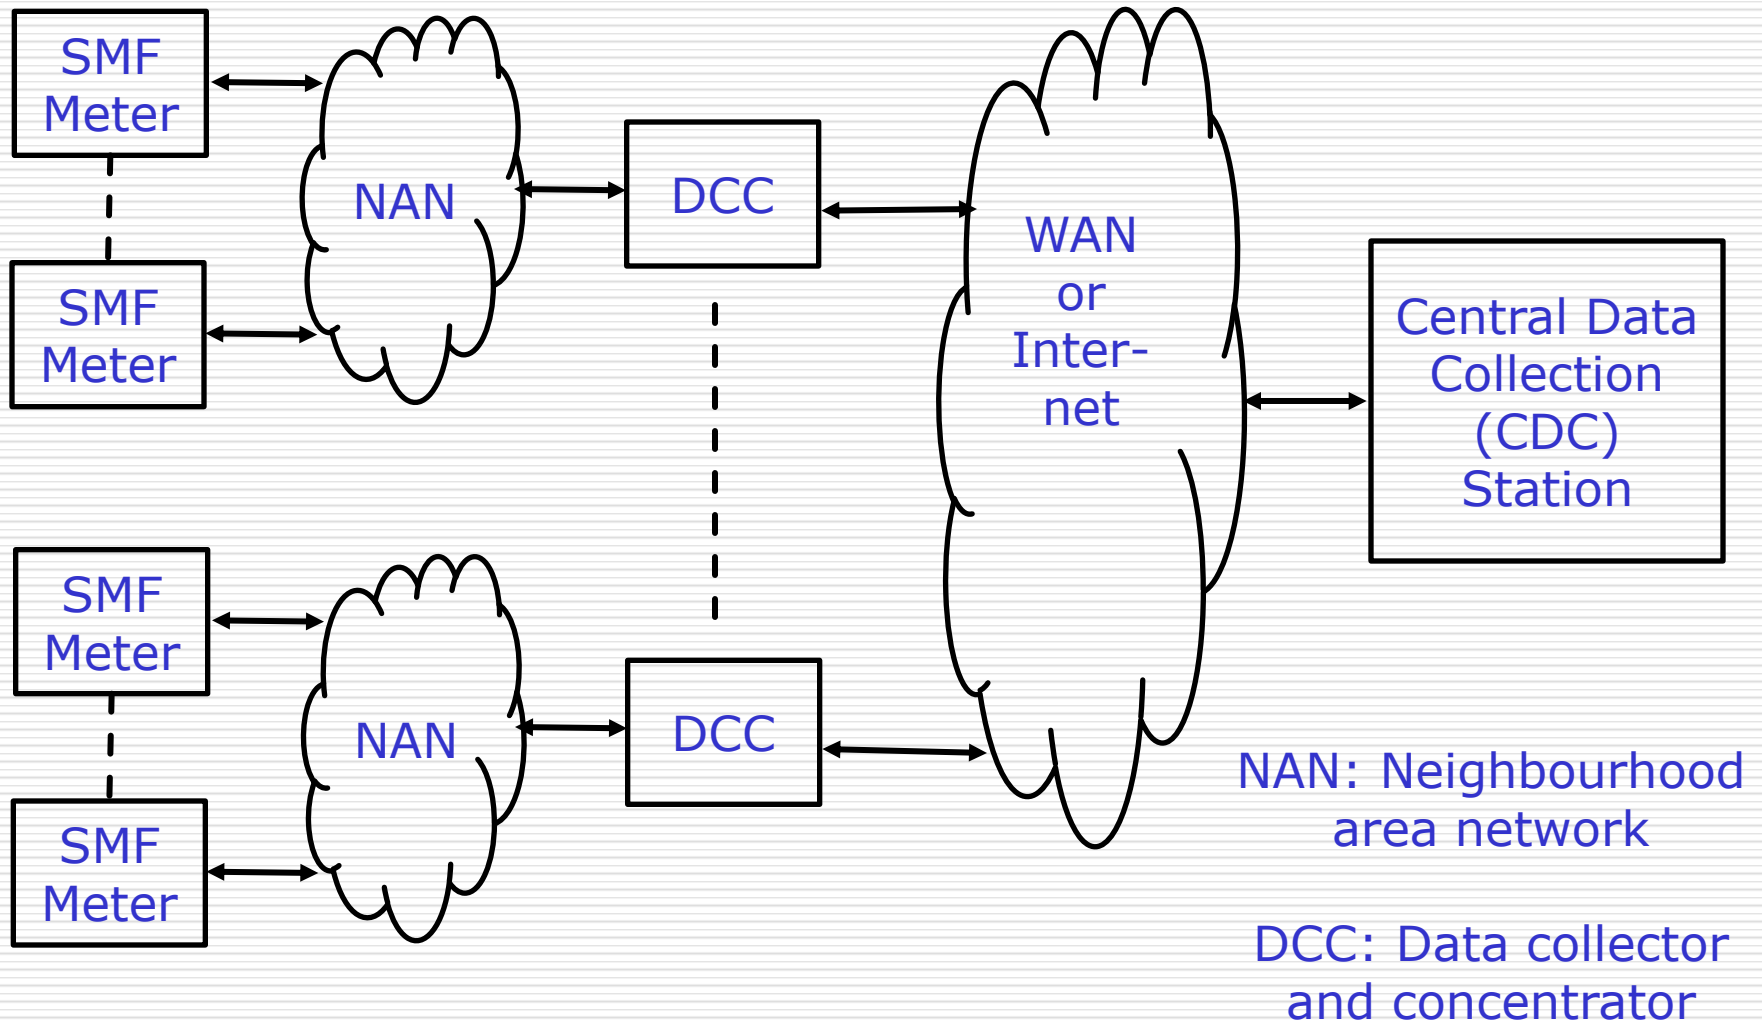 SMF
Meter
NAN
DCC
SMF
Meter
WAN
or
Inter-
net
Central Data
Collection
(CDC)
Station
SMF
Meter
NAN
DCC
SMF
Meter
NAN: Neighbourhood
area network
DCC: Data collector
and concentrator